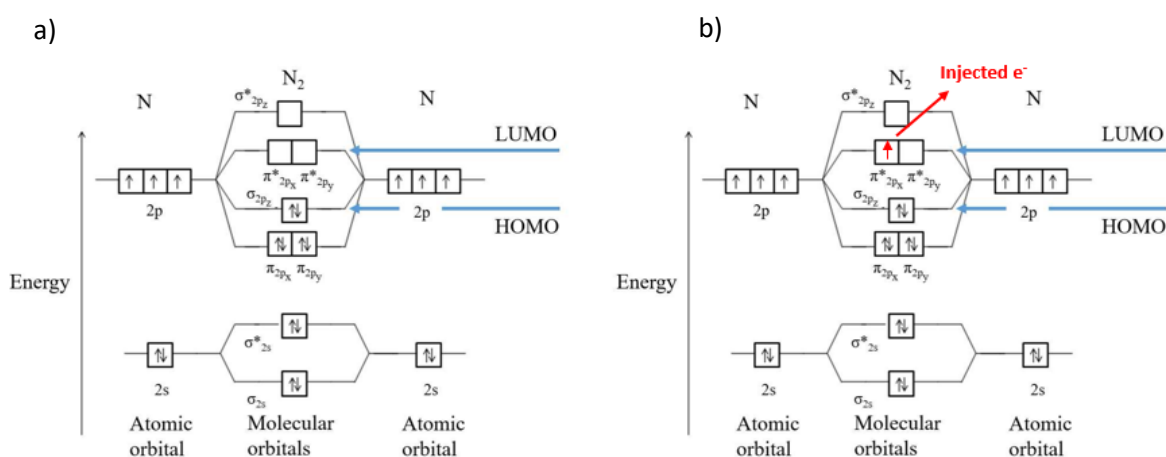 a)
N₂
N
σ*2pz
N
LUMO
π*2px π*2py
σ2pz
2p
2p
HOMO
π2px π2py
Energy
σ*2s
2s
2s
σ2s
Atomic
orbital
Molecular
orbitals
Atomic
orbital
b)
Injected e⁻
N₂
N
σ*2pz
N
LUMO
π*2px π*2py
σ2pz
2p
2p
HOMO
π2px π2py
Energy
σ*2s
2s
2s
σ2s
Atomic
orbital
Molecular
orbitals
Atomic
orbital